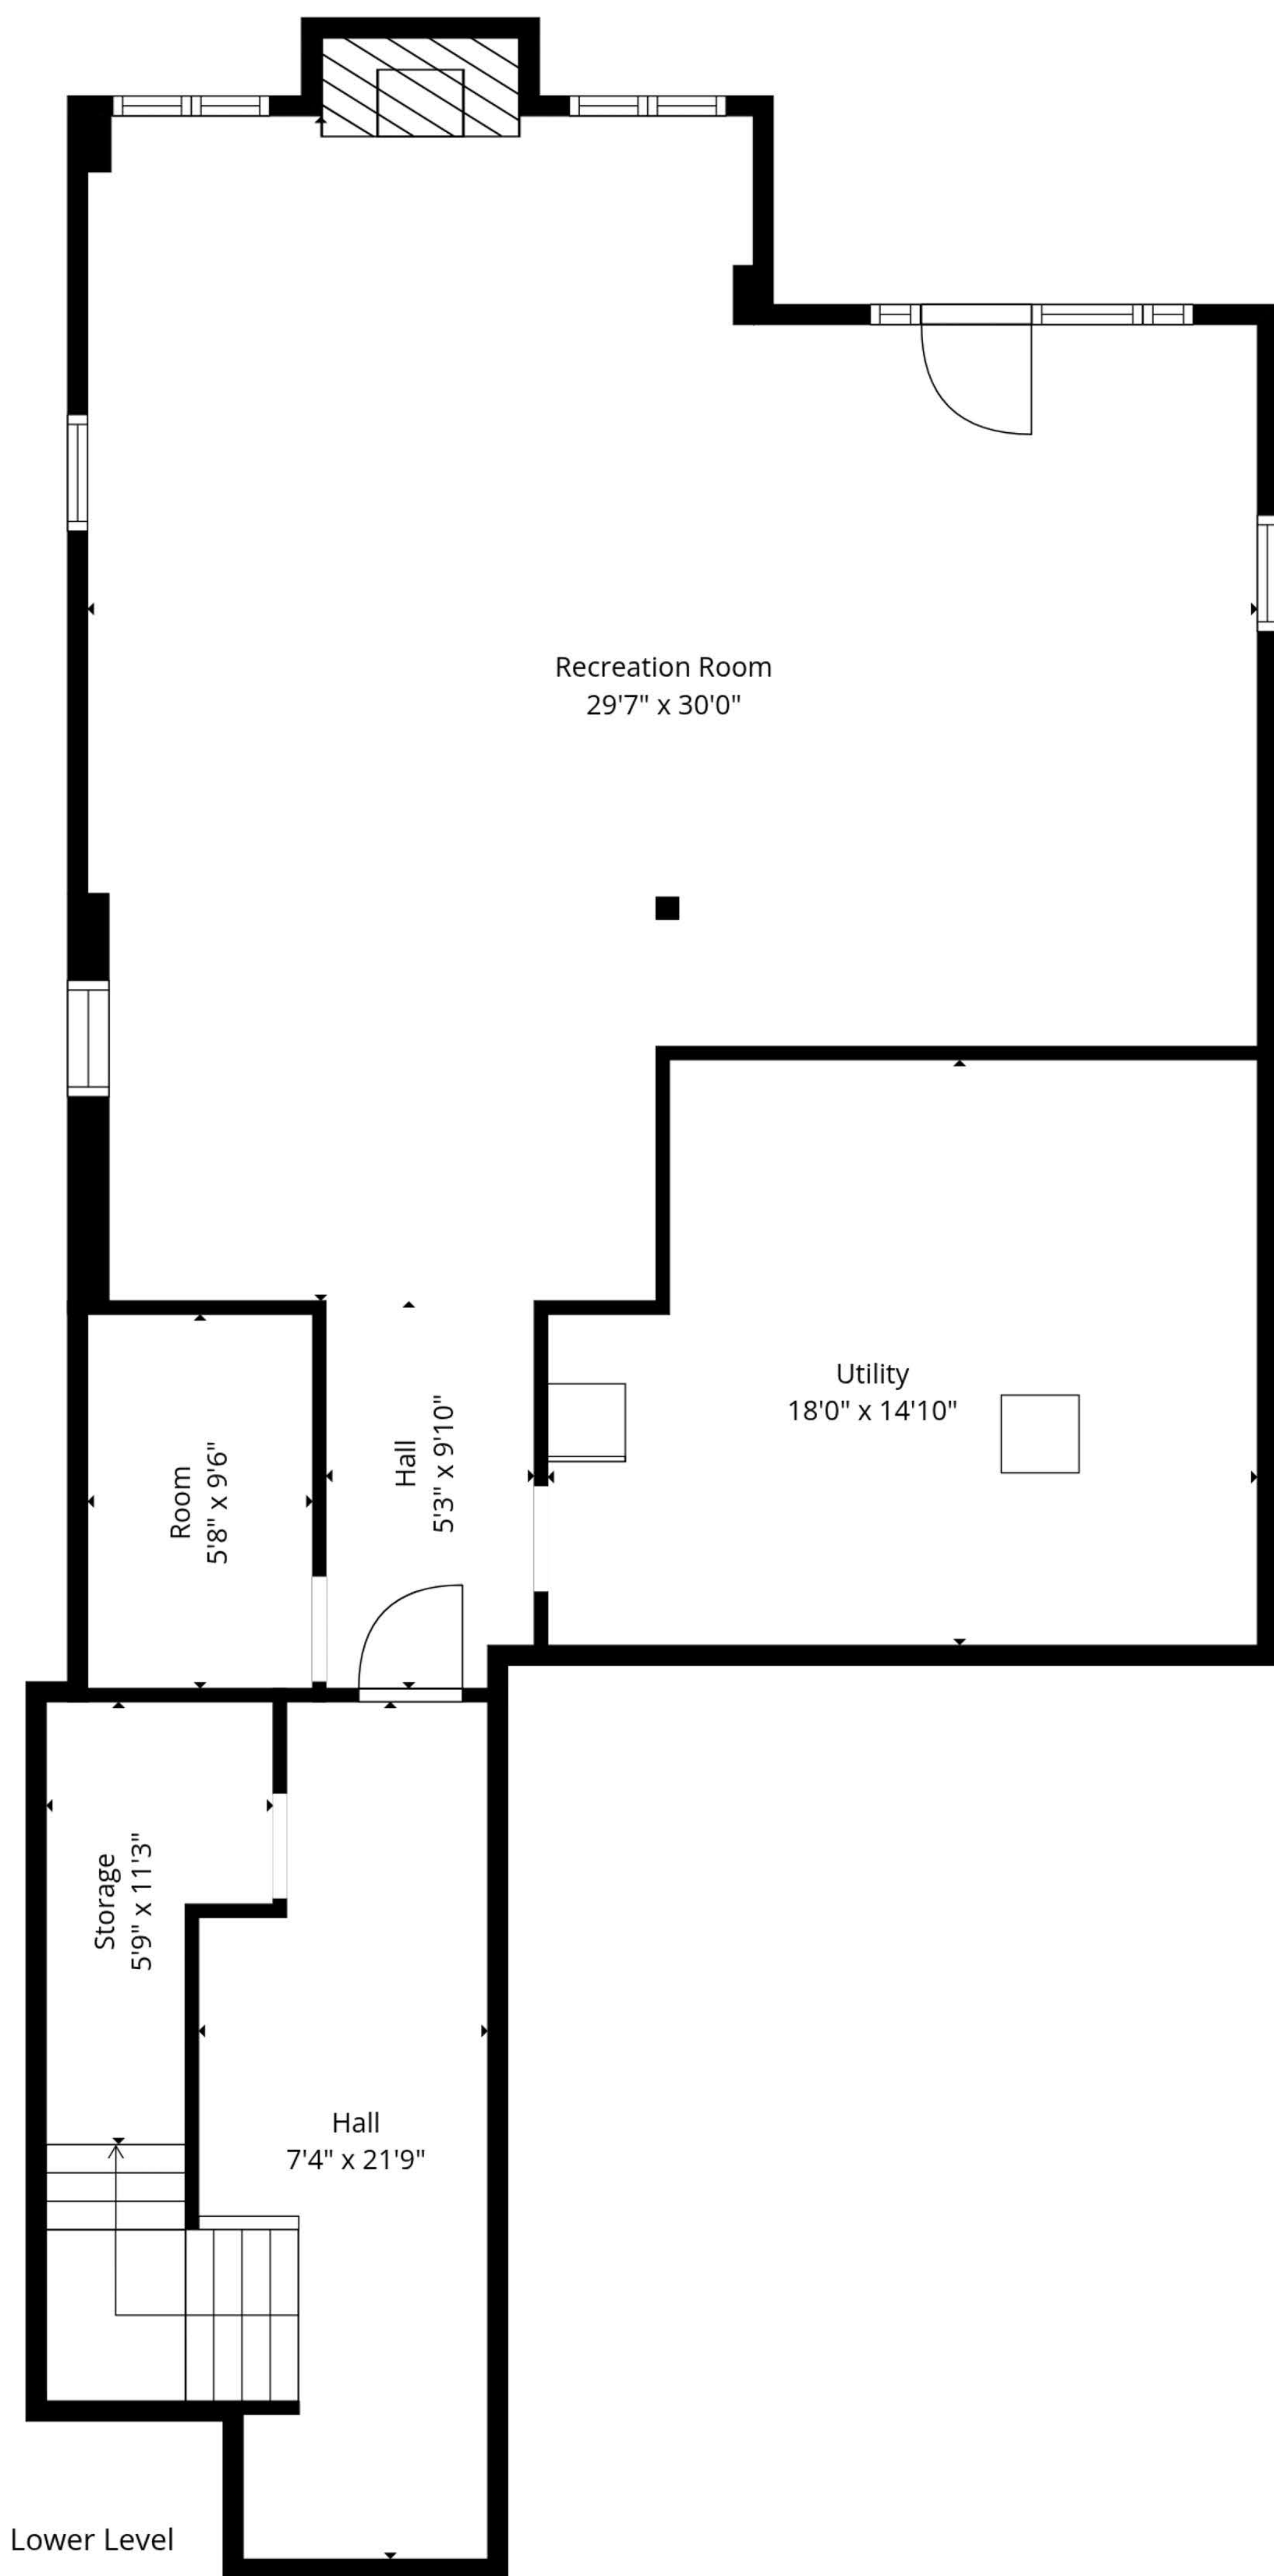 Recreation Room
29'7" x 30'0"
Utility
18'0" x 14'10"
Hall
5'3" x 9'10"
Room
5'8" x 9'6"
Storage
5'9" x 11'3"
Hall
7'4" x 21'9"
Lower Level